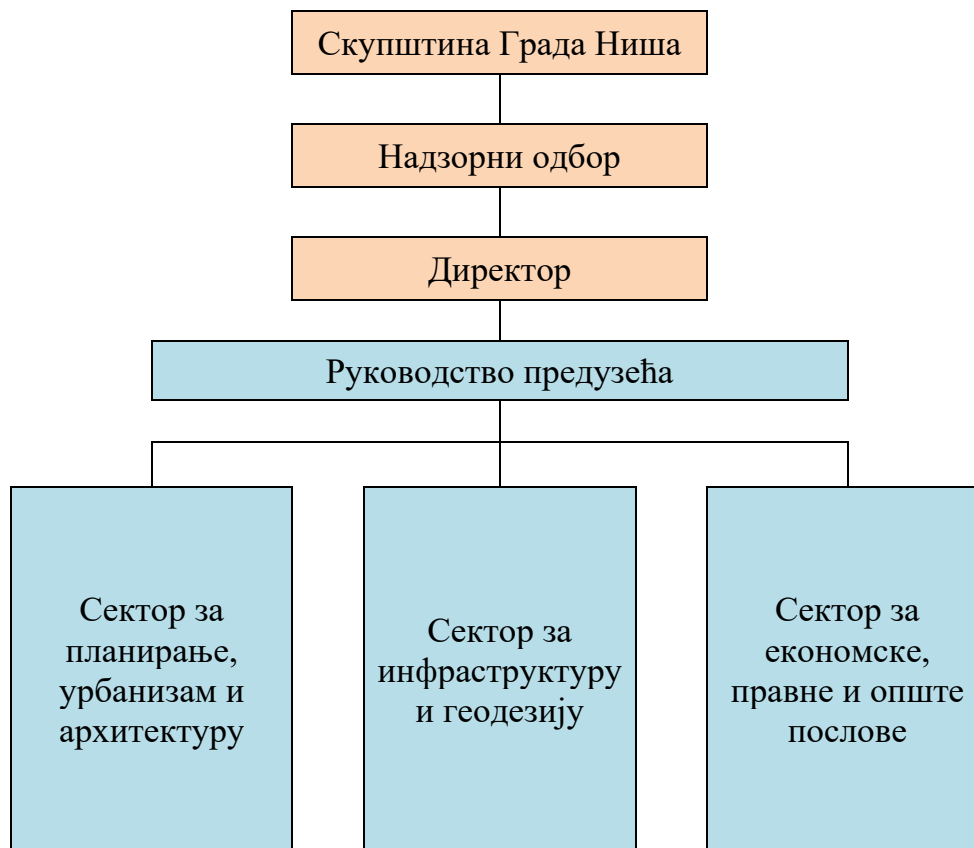 Скупштина Града Ниша
Надзорни одбор
Директор
Руководство предузећа
Сектор за
планирање,
урбанизам и
архитектуру
Сектор за
инфраструктуру
и геодезију
Сектор за
економске,
правне и опште
послове